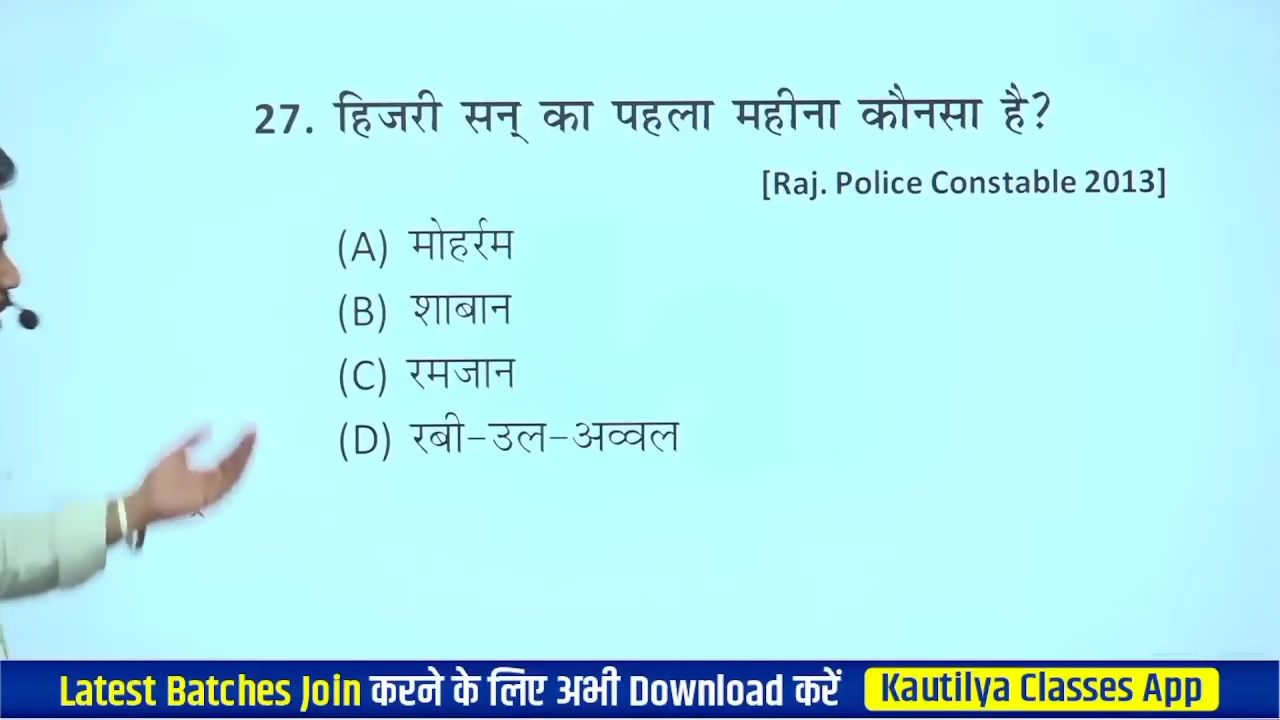 27. हिजरी सन् का पहला महीना कौनसा है?
[Raj. Police Constable 2013]
(A) मोहर्रम
(B) शाबान
(C) रमजान
(D) रबी-उल-अव्वल
Latest Batches Join करने के लिए अभी Download करें Kautilya Classes App